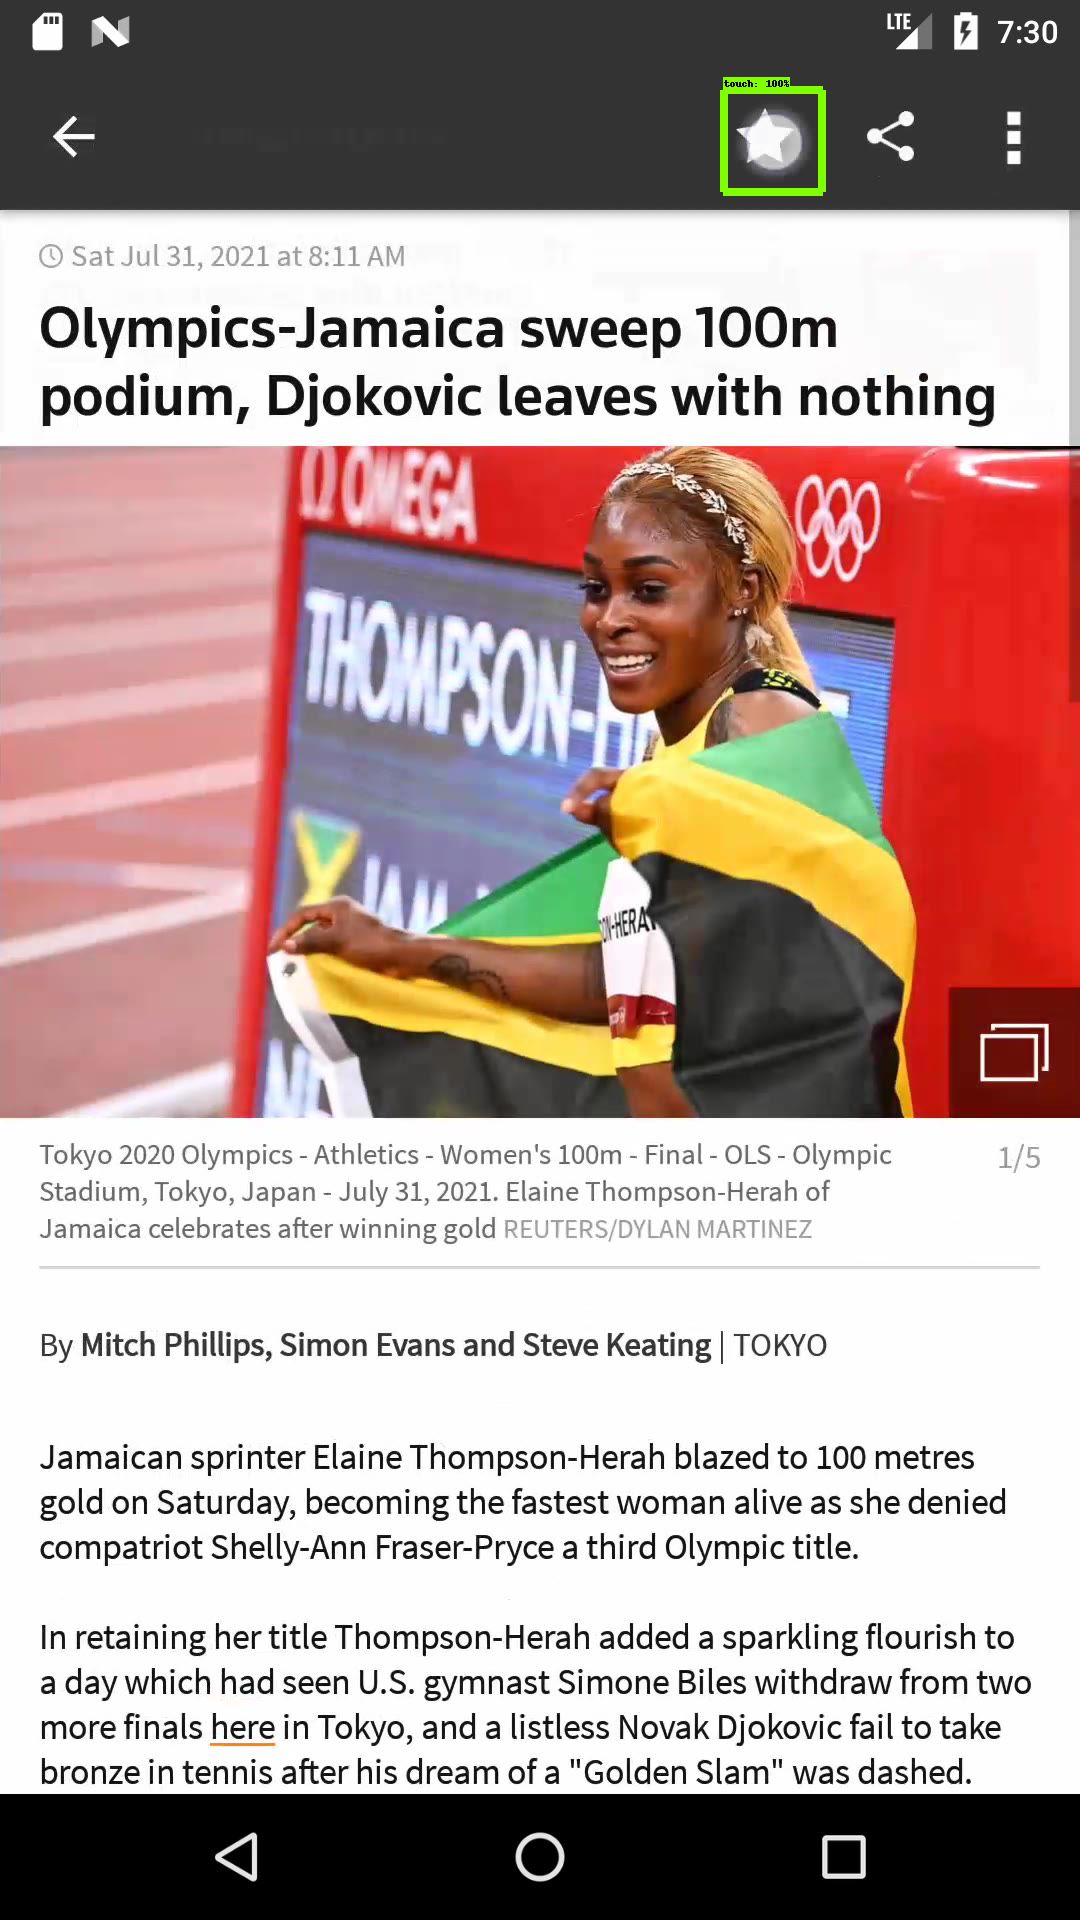 LTE 7:30
touch: 100%
Sat Jul 31, 2021 at 8:11 AM
Olympics-Jamaica sweep 100m
podium, Djokovic leaves with nothing
Ω OMEGA
THOMPSON-HE
JAM
ON-HERA
Tokyo 2020 Olympics - Athletics - Women's 100m - Final - OLS - Olympic
Stadium, Tokyo, Japan - July 31, 2021. Elaine Thompson-Herah of
Jamaica celebrates after winning gold REUTERS/DYLAN MARTINEZ
1/5
By Mitch Phillips, Simon Evans and Steve Keating | TOKYO
Jamaican sprinter Elaine Thompson-Herah blazed to 100 metres
gold on Saturday, becoming the fastest woman alive as she denied
compatriot Shelly-Ann Fraser-Pryce a third Olympic title.
In retaining her title Thompson-Herah added a sparkling flourish to
a day which had seen U.S. gymnast Simone Biles withdraw from two
more finals here in Tokyo, and a listless Novak Djokovic fail to take
bronze in tennis after his dream of a "Golden Slam" was dashed.